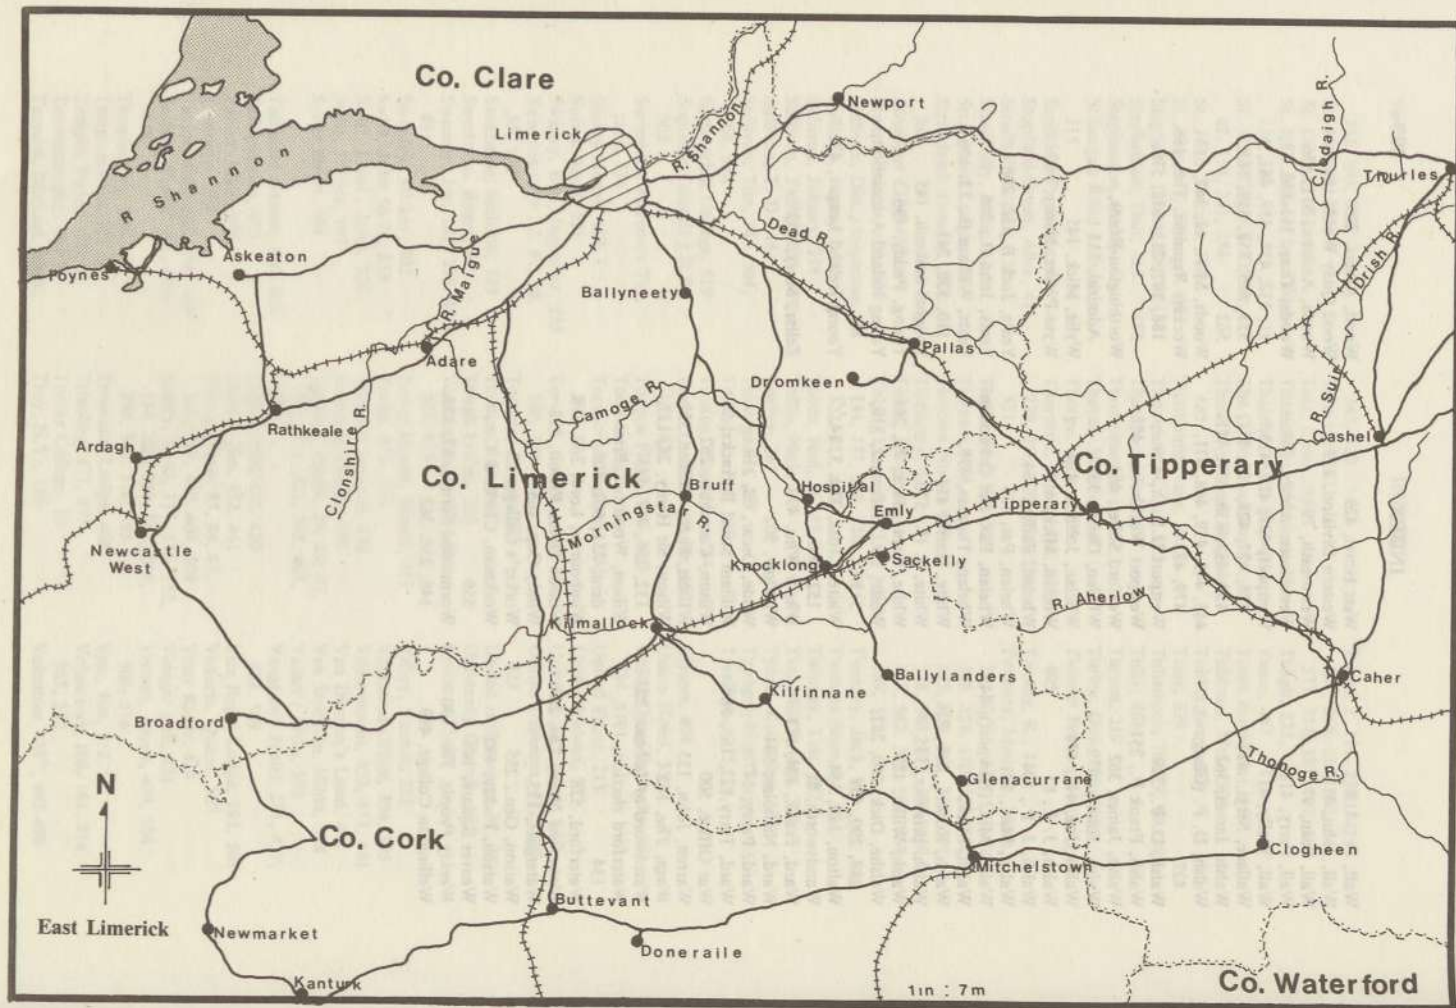 Co. Clare
Limerick
Newport
R. Shannon
Clodaigh R.
R Shannon
Thurles
Dead R.
Drish R.
R.
Foynes
Askeaton
R. Maigue
Ballyneety
Adare
Pallas
Dromkeen
Camoge R.
R. Suir
Rathkeale
Clonshire R.
Ardagh
Cashel
Co. Limerick
Co. Tipperary
Bruff
Hospital
Emly
Tipperary
Morningstar R.
Newcastle
West
Knocklong
Sackelly
R. Aherlow
Kilmallock
Ballylanders
Kilfinnane
Caher
Broadford
Thonoge R.
Glenacurrane
N
Co. Cork
Clogheen
Mitchelstown
Buttevant
East Limerick
Newmarket
Doneraile
Kanturk
1in : 7m
Co. Waterford